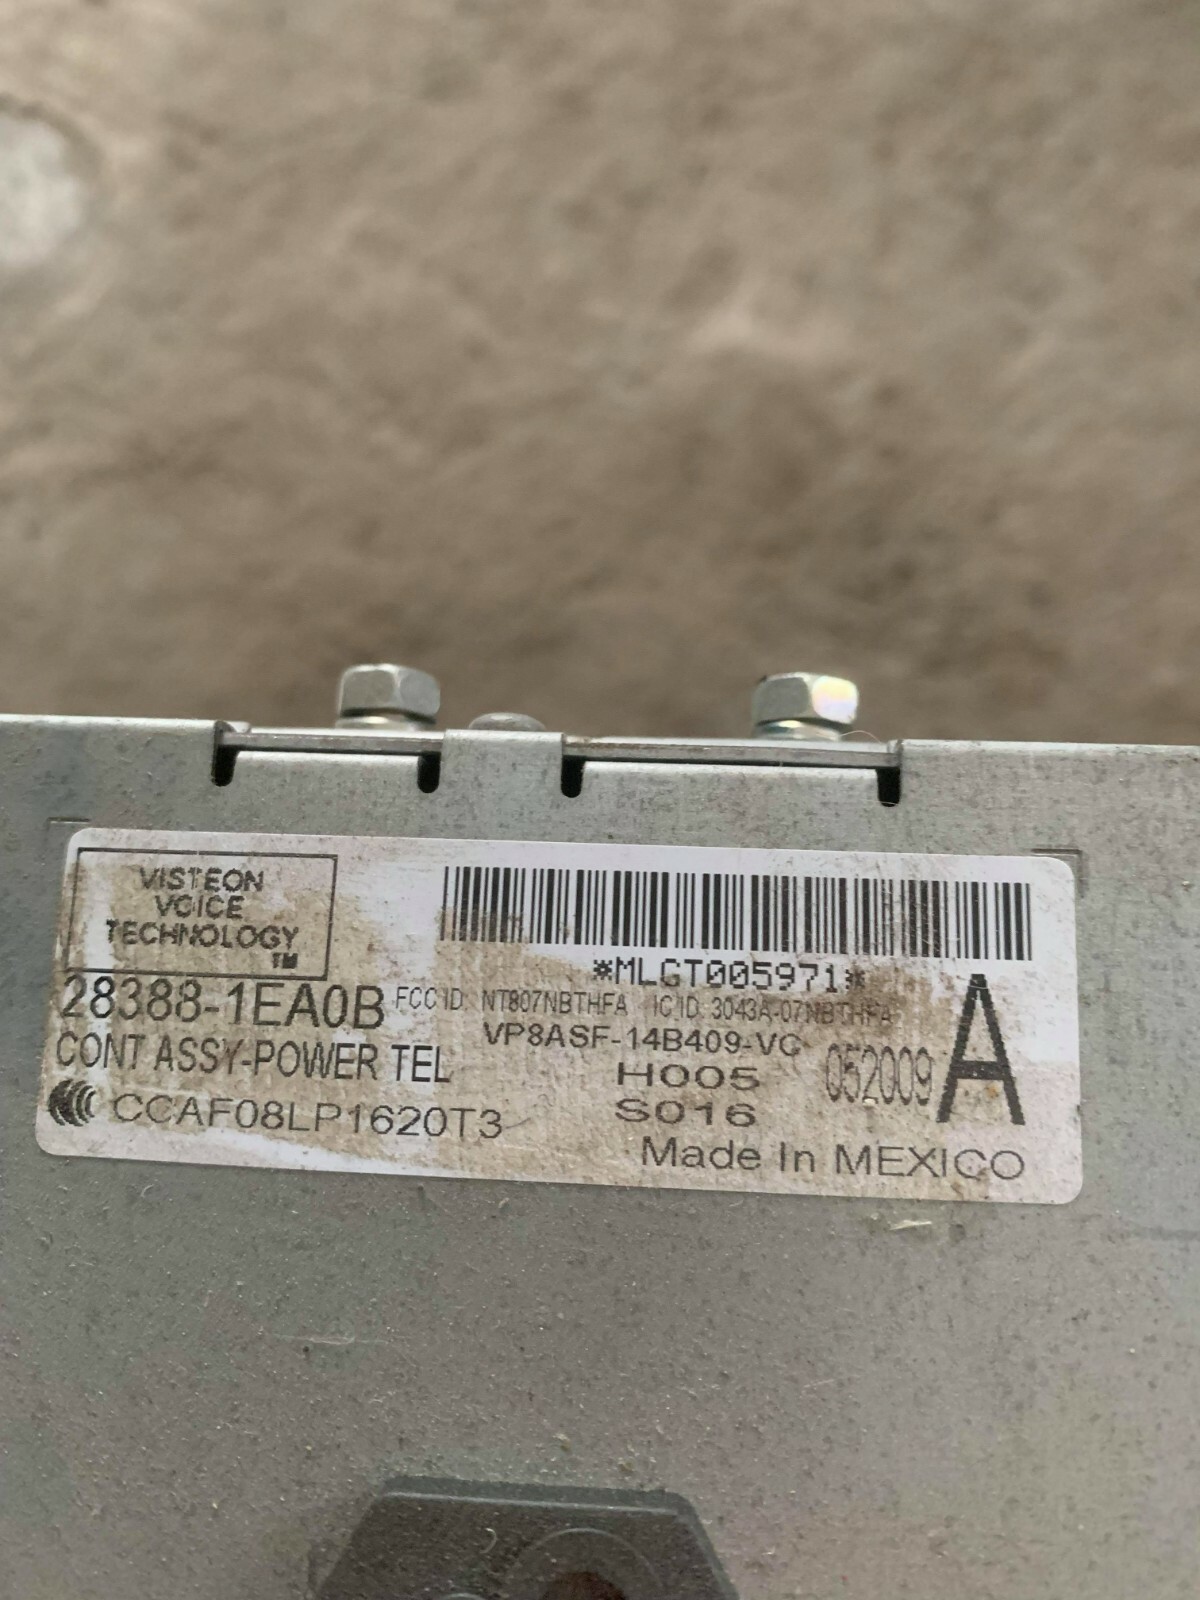 VISTEON
VOICE
TECHNOLOGY
TM
*MLGT005971*
28388-1EA0B
FCC ID: NT807NBTHFA IC ID: 3043A-07NBTHFA
VP8ASF-14B409-VC
CONT ASSY-POWER TEL
H005
052009
A
CCAF08LP1620T3
S016
Made In MEXICO